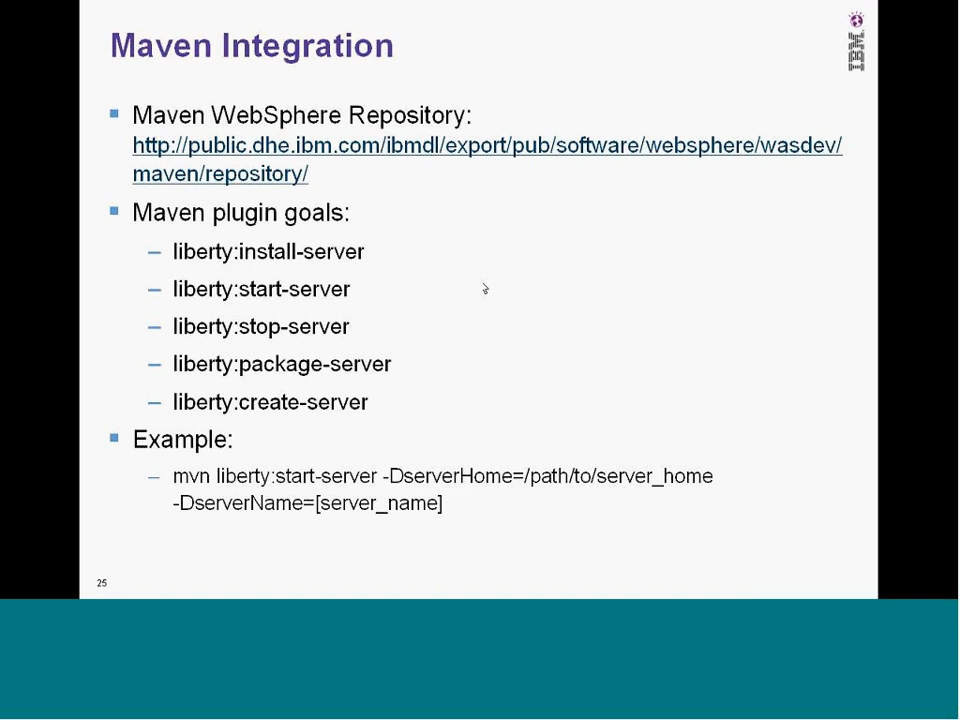 Maven Integration
IBM
Maven WebSphere Repository:
http://public.dhe.ibm.com/ibmdl/export/pub/software/websphere/wasdev/
maven/repository/
Maven plugin goals:
– liberty:install-server
– liberty:start-server
– liberty:stop-server
– liberty:package-server
– liberty:create-server
Example:
– mvn liberty:start-server -DserverHome=/path/to/server_home
-DserverName=[server_name]
25